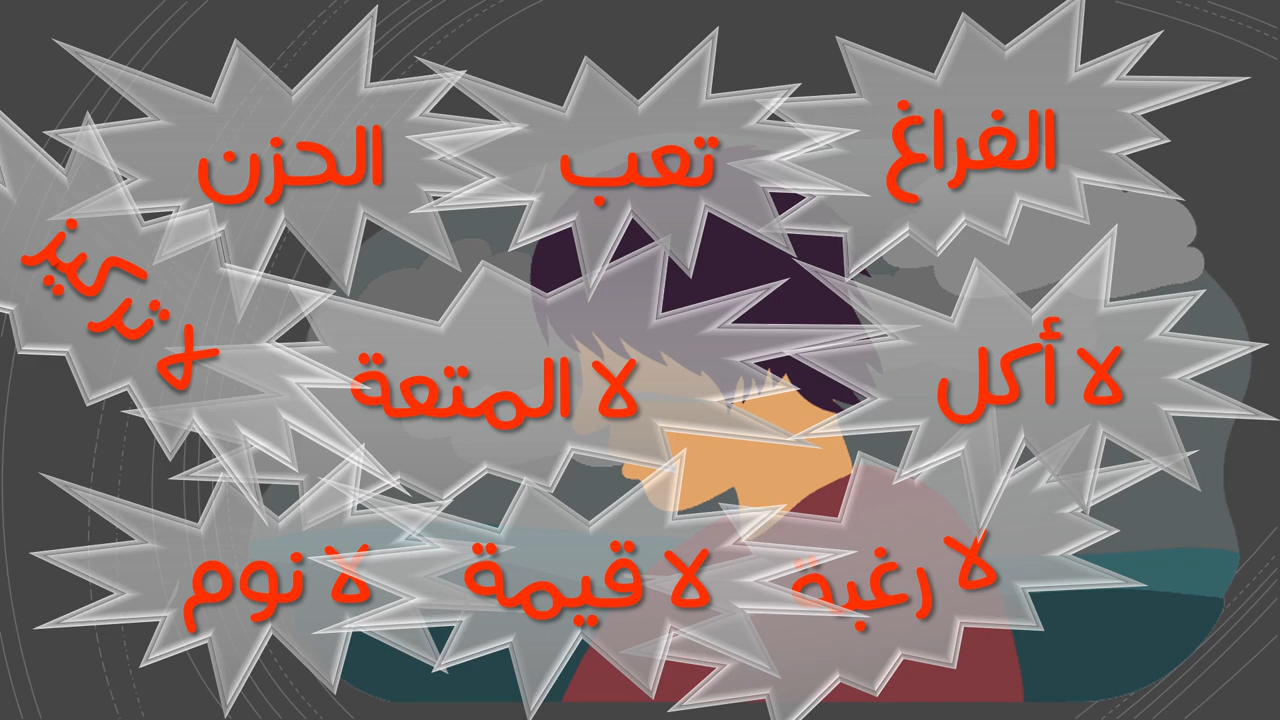 الفراغ
تعب
الحزن
لا تركيز
لا أكل
لا المتعة
لا رغبة
لا قيمة
لا نوم